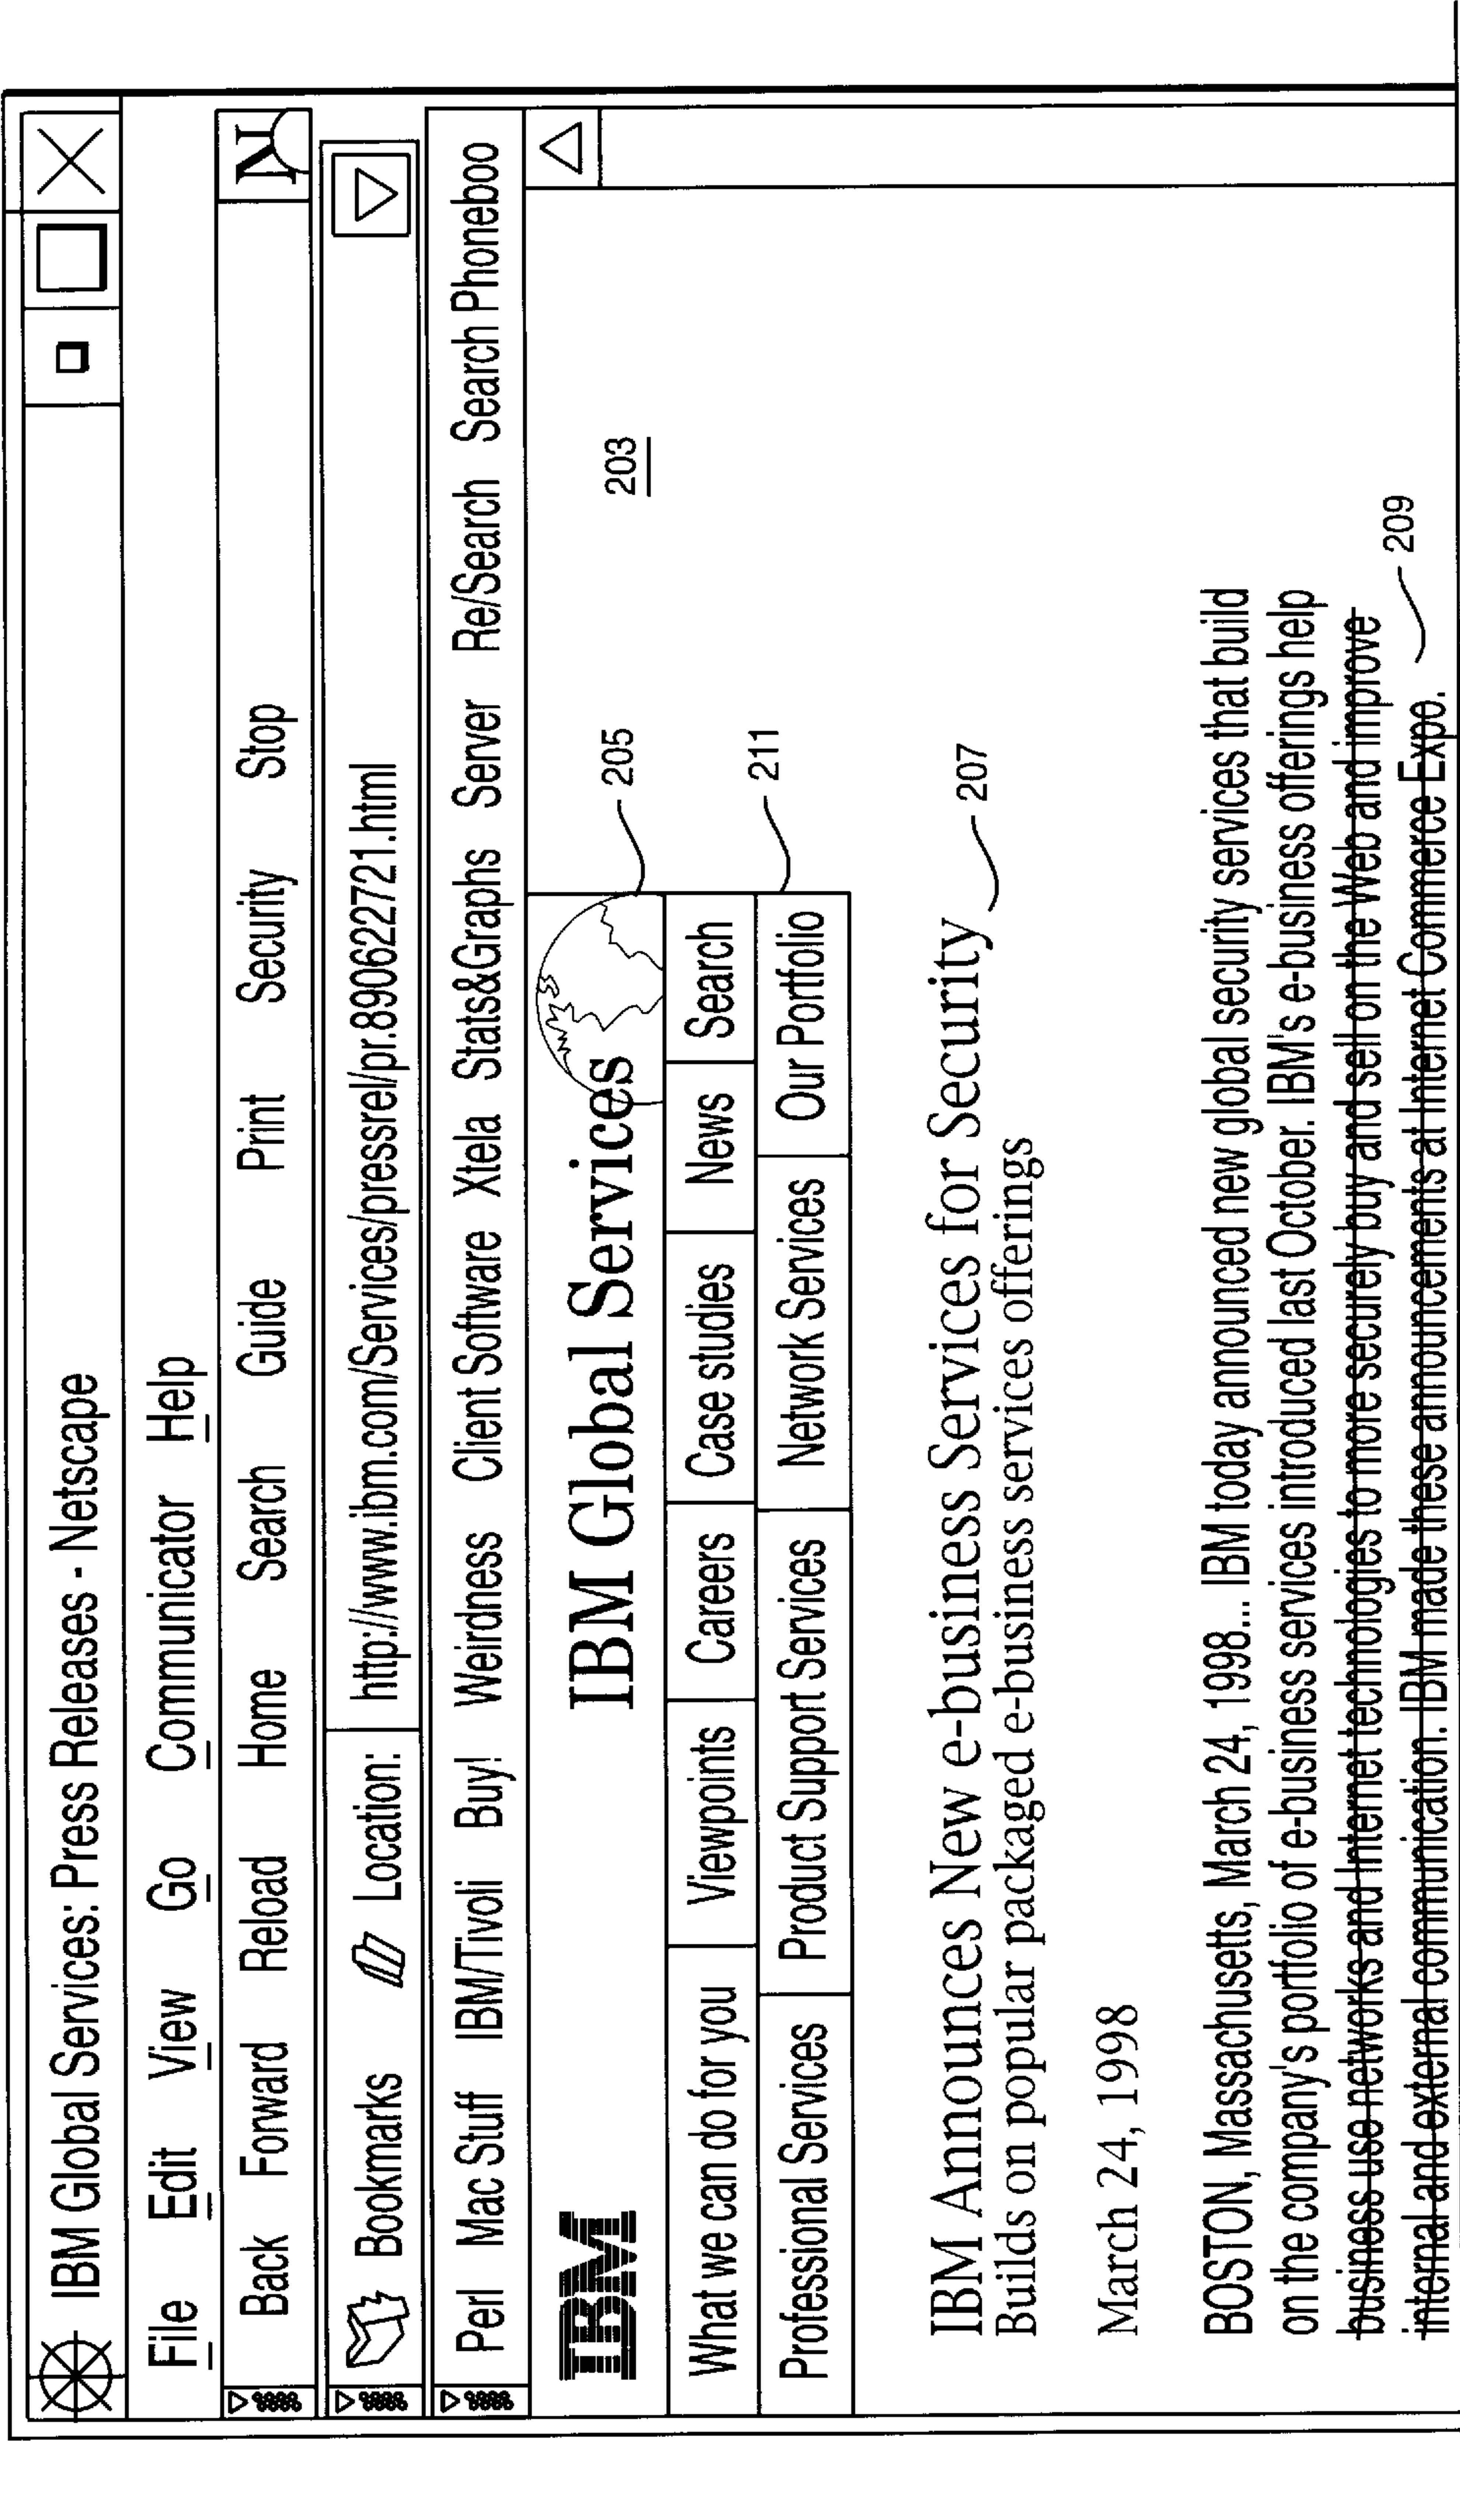 IBM Global Services: Press Releases - Netscape
File Edit View Go Communicator Help
Back Forward Reload Home Search Guide Print Security Stop
N
Bookmarks Location: http://www.ibm.com/Services/pressrel/pr.890622721.html
Perl Mac Stuff IBM/Tivoli Buy! Weirdness Client Software Xtela Stats&Graphs Server Re/Search Search Phoneboo
IBM IBM Global Services
203
205
What we can do for you Viewpoints Careers Case studies News Search
Professional Services Product Support Services Network Services Our Portfolio
211
IBM Announces New e-business Services for Security
207
Builds on popular packaged e-business services offerings
March 24, 1998
BOSTON, Massachusetts, March 24, 1998... IBM today announced new global security services that build
on the company's portfolio of e-business services introduced last October. IBM's e-business offerings help
business use networks and Internet technologies to more securely buy and sell on the Web and improve
internal and external communication. IBM made these announcements at Internet Commerce Expo.
209